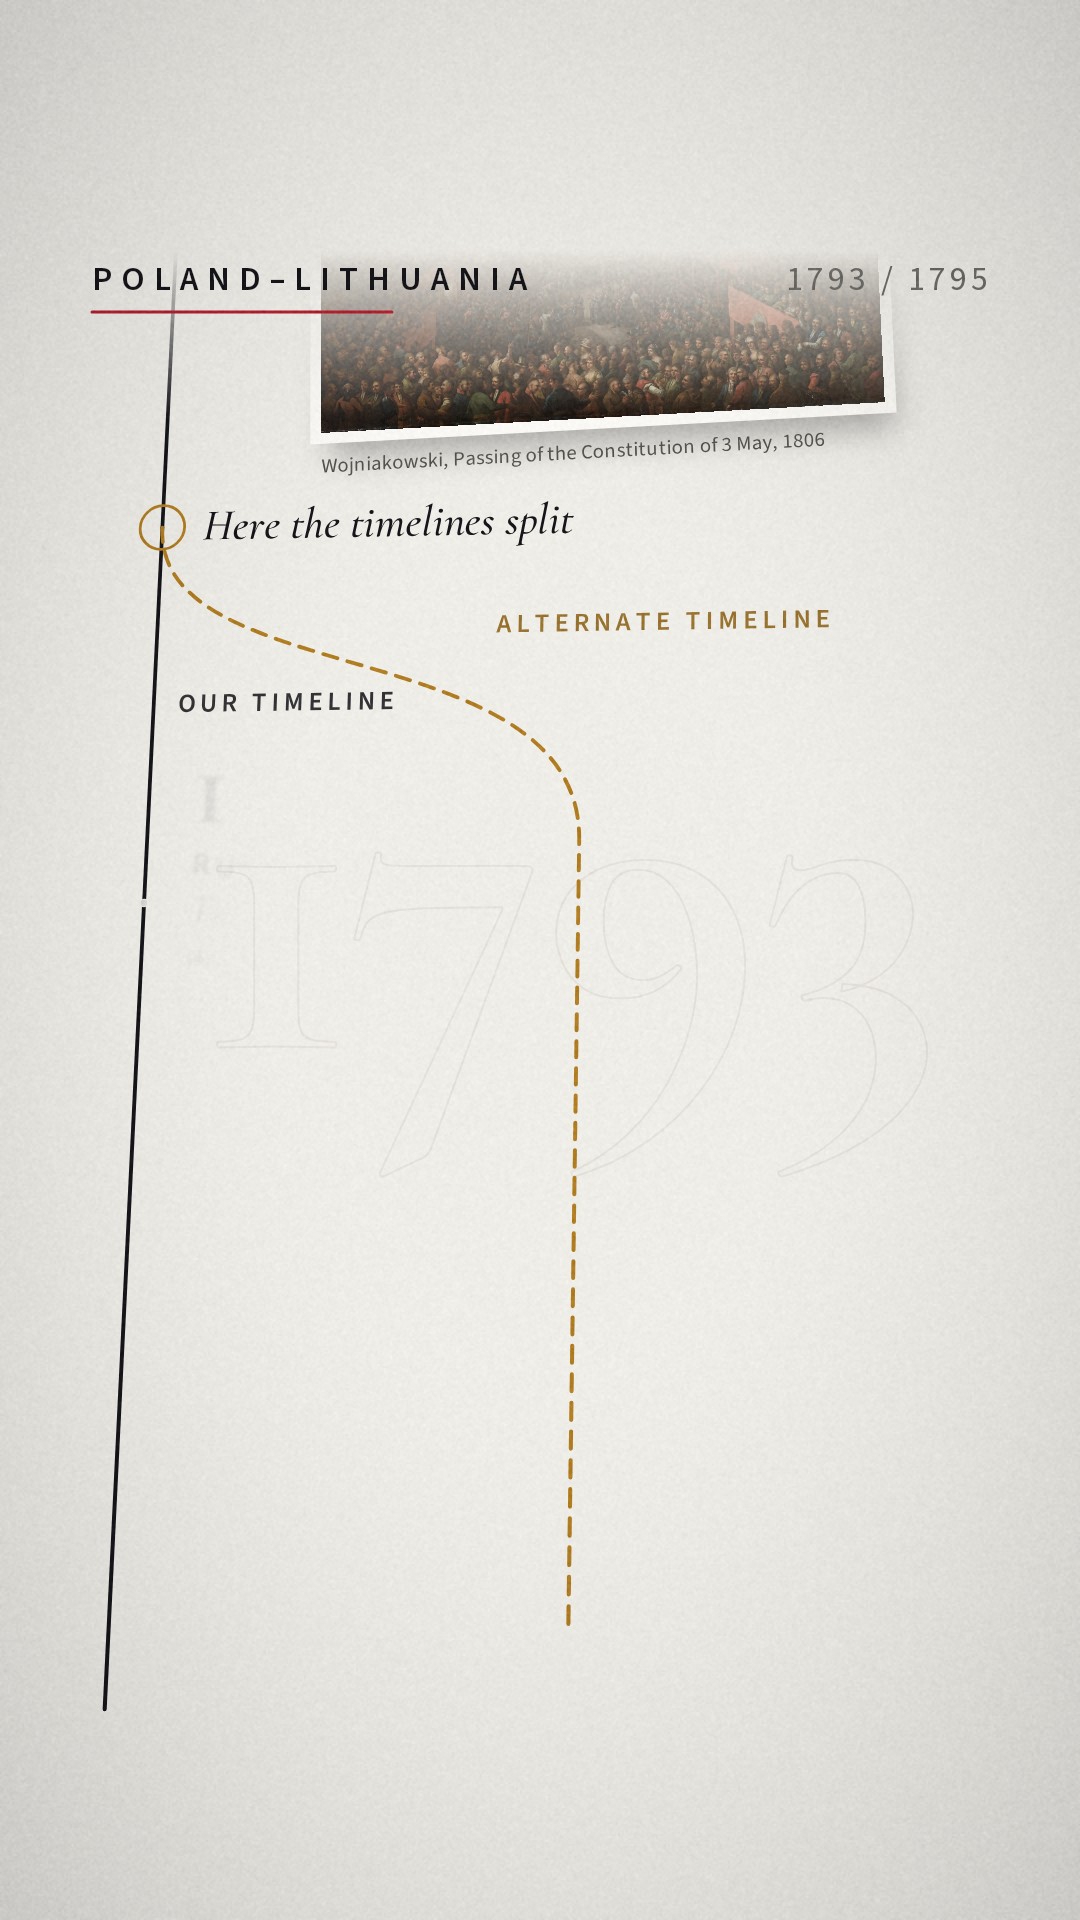 POLAND–LITHUANIA
1793 / 1795
Wojniakowski, Passing of the Constitution of 3 May, 1806
Here the timelines split
ALTERNATE TIMELINE
OUR TIMELINE
1793